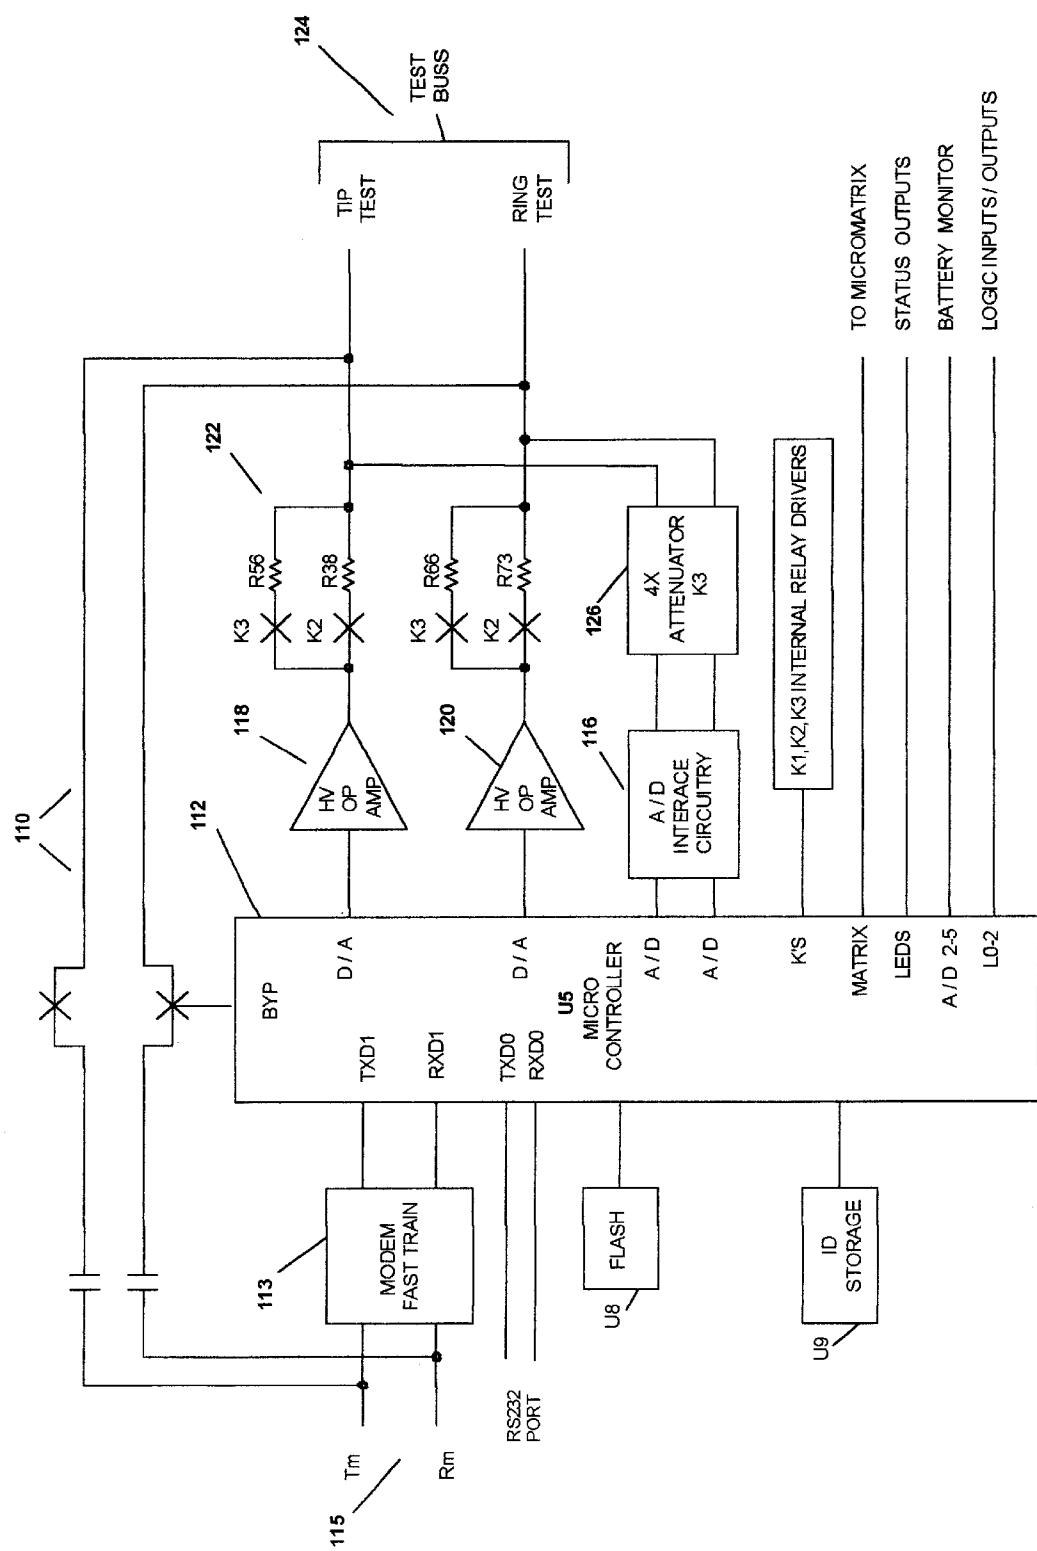 110
124
TEST
BUSS
TIP
TEST
RING
TEST
122
R56
K3
R38
K2
R66
K3
R73
K2
118
HV
OP
AMP
120
HV
OP
AMP
126
4X
ATTENUATOR
K3
116
A / D
INTERACE
CIRCUITRY
K1,K2,K3 INTERNAL RELAY DRIVERS
TO MICROMATRIX
STATUS OUTPUTS
BATTERY MONITOR
LOGIC INPUTS / OUTPUTS
112
BYP
D / A
D / A
A / D
A / D
K'S
MATRIX
LEDS
A / D 2-5
L0-2
U5
MICRO
CONTROLLER
TXD1
RXD1
TXD0
RXD0
113
MODEM
FAST TRAIN
FLASH
U8
ID
STORAGE
U9
Tm
Rm
115
RS232
PORT